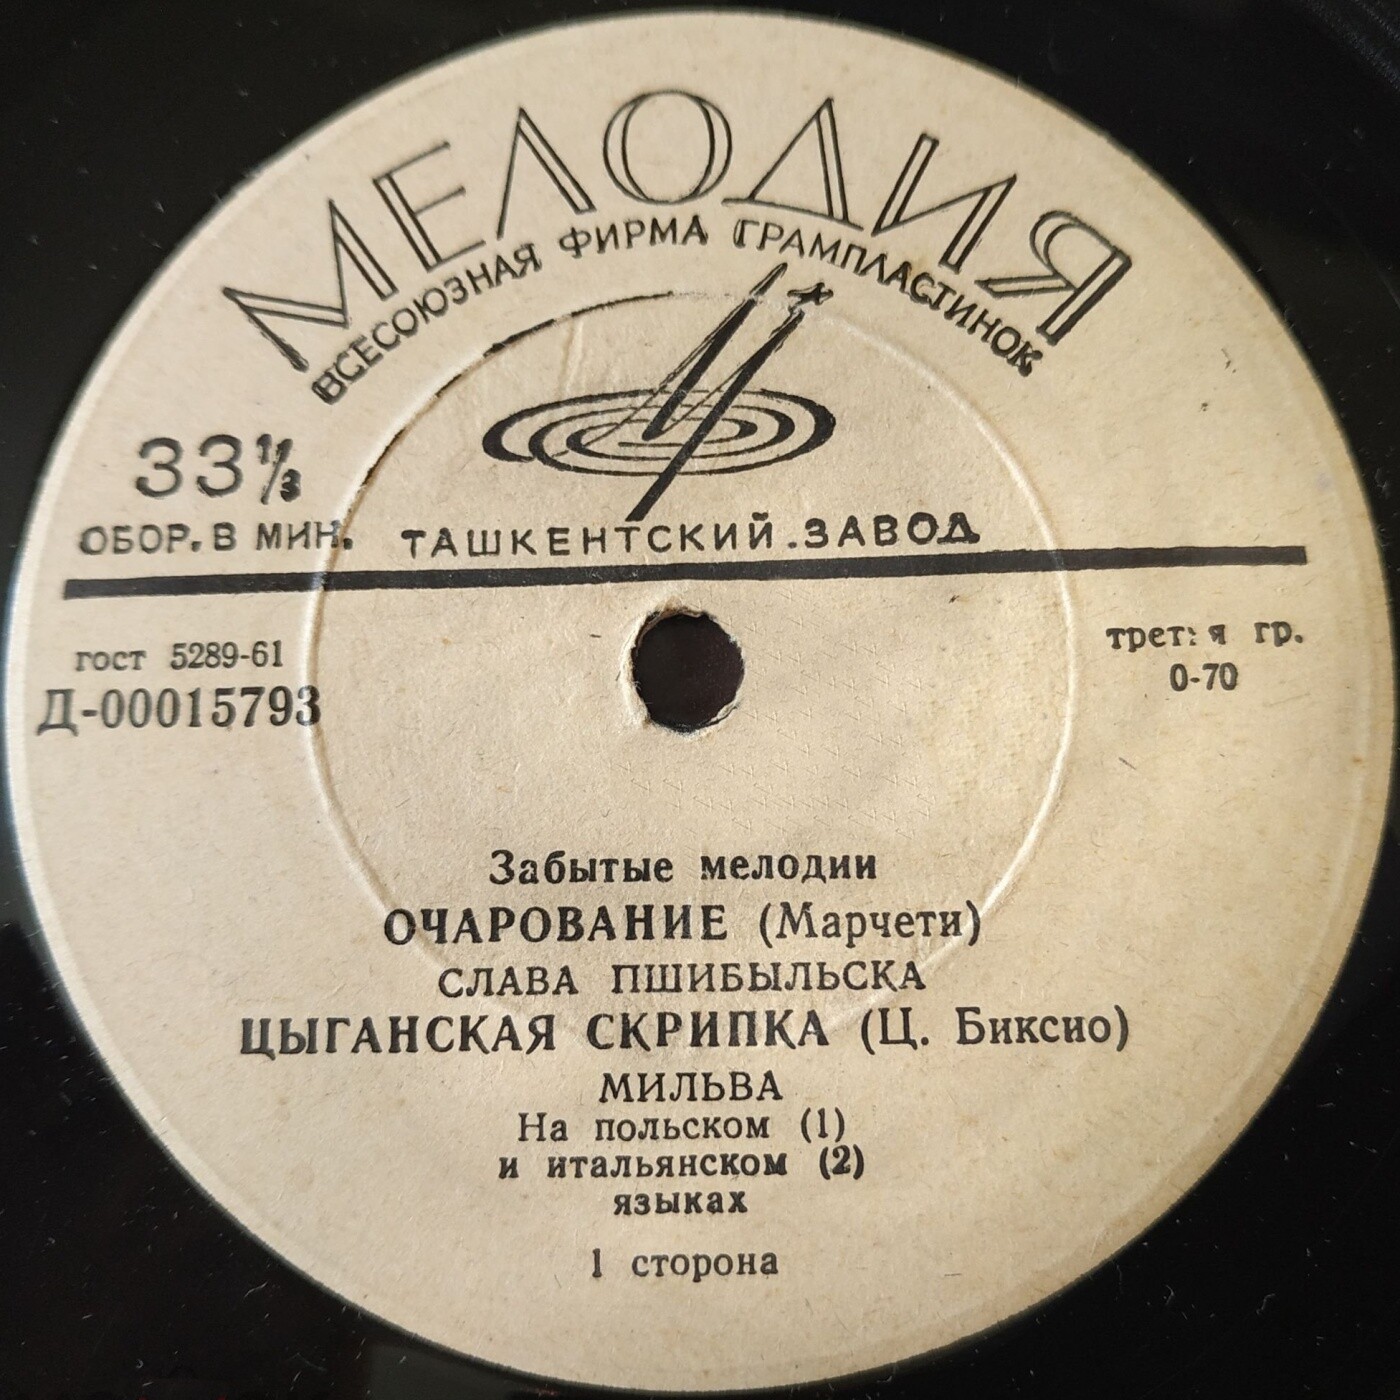 МЕЛОДИЯ
ВСЕСОЮЗНАЯ ФИРМА ГРАМПЛАСТИНОК
33⅓
ОБОР. В МИН.
ТАШКЕНТСКИЙ. ЗАВОД
гост 5289-61
Д-00015793
третья гр.
0-70
Забытые мелодии
ОЧАРОВАНИЕ (Марчети)
СЛАВА ПШИБЫЛЬСКА
ЦЫГАНСКАЯ СКРИПКА (Ц. Биксио)
МИЛЬВА
На польском (1)
и итальянском (2)
языках
1 сторона